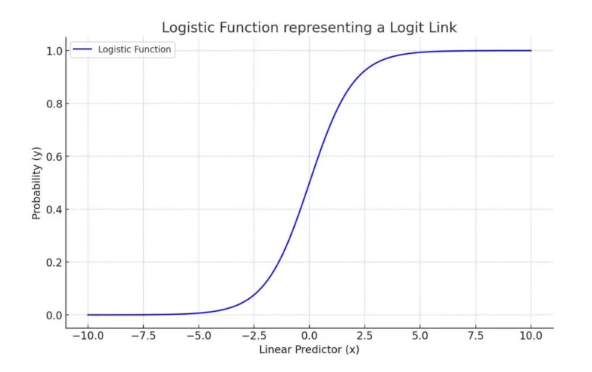 Logistic Function representing a Logit Link
Logistic Function
1.0
0.8
0.6
0.4
0.2
0.0
Probability (y)
−10.0 −7.5 −5.0 −2.5 0.0 2.5 5.0 7.5 10.0
Linear Predictor (x)